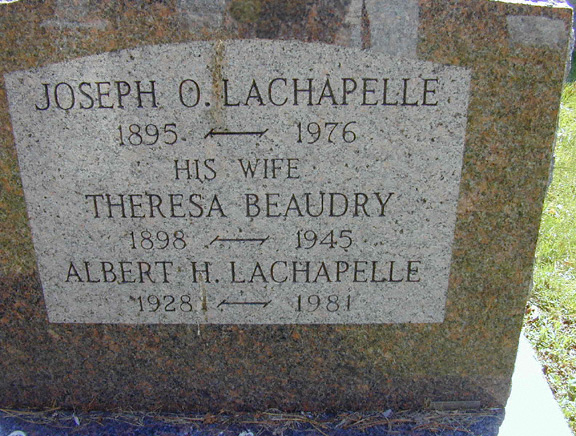 JOSEPH O. LACHAPELLE
1895 — 1976
HIS WIFE
THERESA BEAUDRY
1898 — 1945
ALBERT H. LACHAPELLE
1928 — 1981